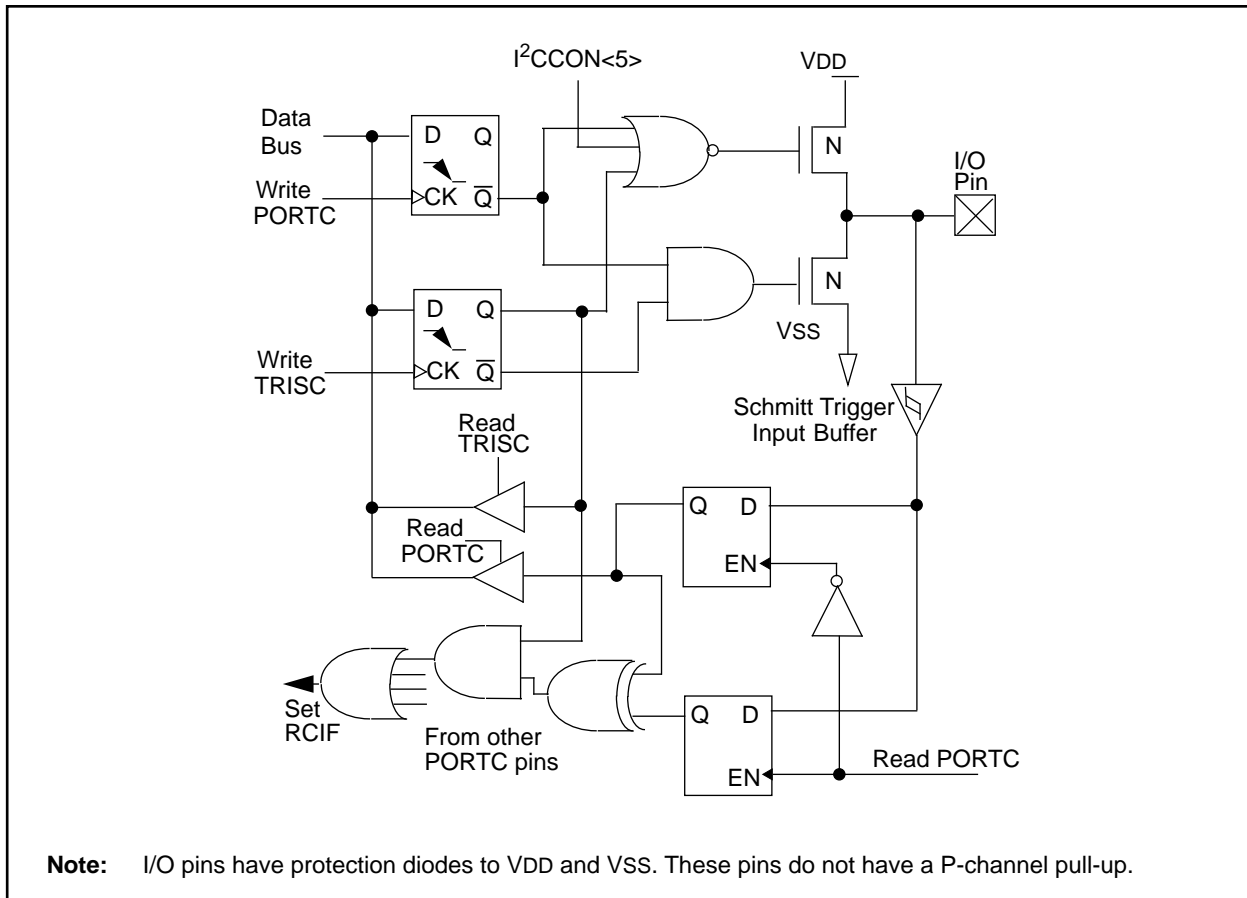 I²CCON<5>
VDD
Data
Bus
D Q
N
I/O
Pin
Write
PORTC
CK Q̅
D Q
N
VSS
Write
TRISC
CK Q̅
Schmitt Trigger
Input Buffer
Read
TRISC
Q D
Read
PORTC
EN
Set
RCIF
From other
PORTC pins
Q D
Read PORTC
EN
Note: I/O pins have protection diodes to VDD and VSS. These pins do not have a P-channel pull-up.